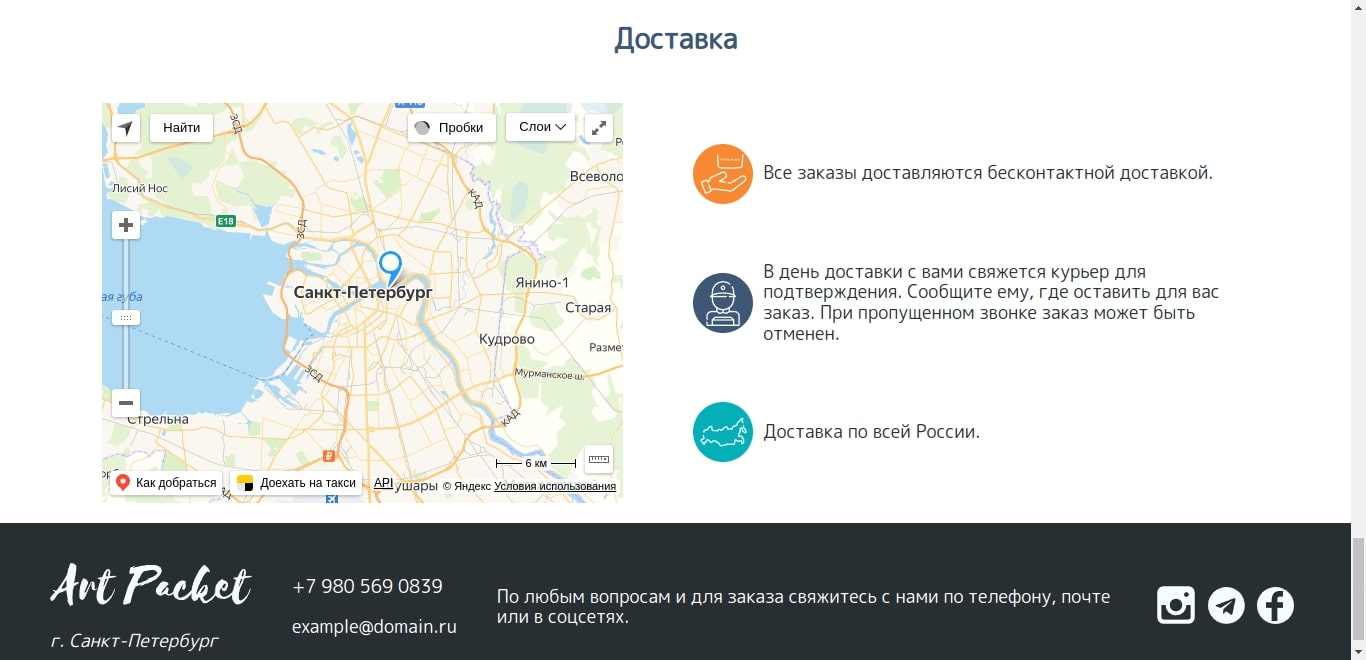 Доставка
Найти
Пробки
Слои
ЗСД
Всеволо
Лисий Нос
КАД
E18
ЗСД
Янино-1
ая губа
Санкт-Петербург
Старая
Кудрово
Разме
ЗСД
Мурманское ш.
КАД
Стрельна
6 км
Как добраться
Доехать на такси
API
ушары
© Яндекс Условия использования
Все заказы доставляются бесконтактной доставкой.
В день доставки с вами свяжется курьер для
подтверждения. Сообщите ему, где оставить для вас
заказ. При пропущенном звонке заказ может быть
отменен.
Доставка по всей России.
Art Packet
г. Санкт-Петербург
+7 980 569 0839
example@domain.ru
По любым вопросам и для заказа свяжитесь с нами по телефону, почте
или в соцсетях.